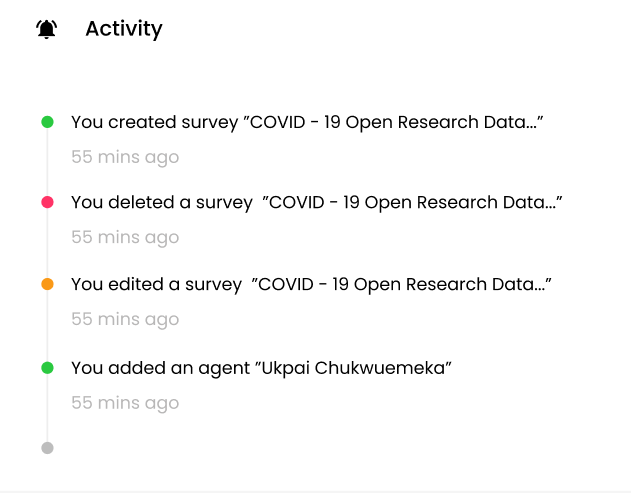 Activity
You created survey ”COVID - 19 Open Research Data...”
55 mins ago
You deleted a survey  ”COVID - 19 Open Research Data...”
55 mins ago
You edited a survey  ”COVID - 19 Open Research Data...”
55 mins ago
You added an agent ”Ukpai Chukwuemeka”
55 mins ago